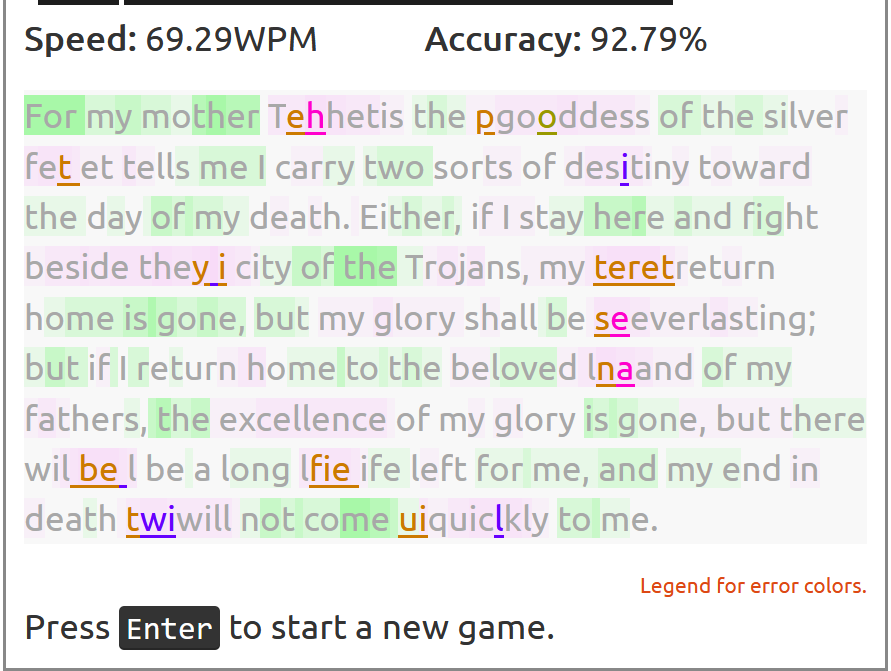 Speed: 69.29WPM Accuracy: 92.79%
For my mother Tehhetis the pgooddess of the silver
fet et tells me I carry two sorts of desitiny toward
the day of my death. Either, if I stay here and fight
beside they i city of the Trojans, my teretreturn
home is gone, but my glory shall be seeverlasting;
but if I return home to the beloved lnaand of my
fathers, the excellence of my glory is gone, but there
wil be l be a long lfie ife left for me, and my end in
death twiwill not come uiquiclkly to me.
Legend for error colors.
Press Enter to start a new game.